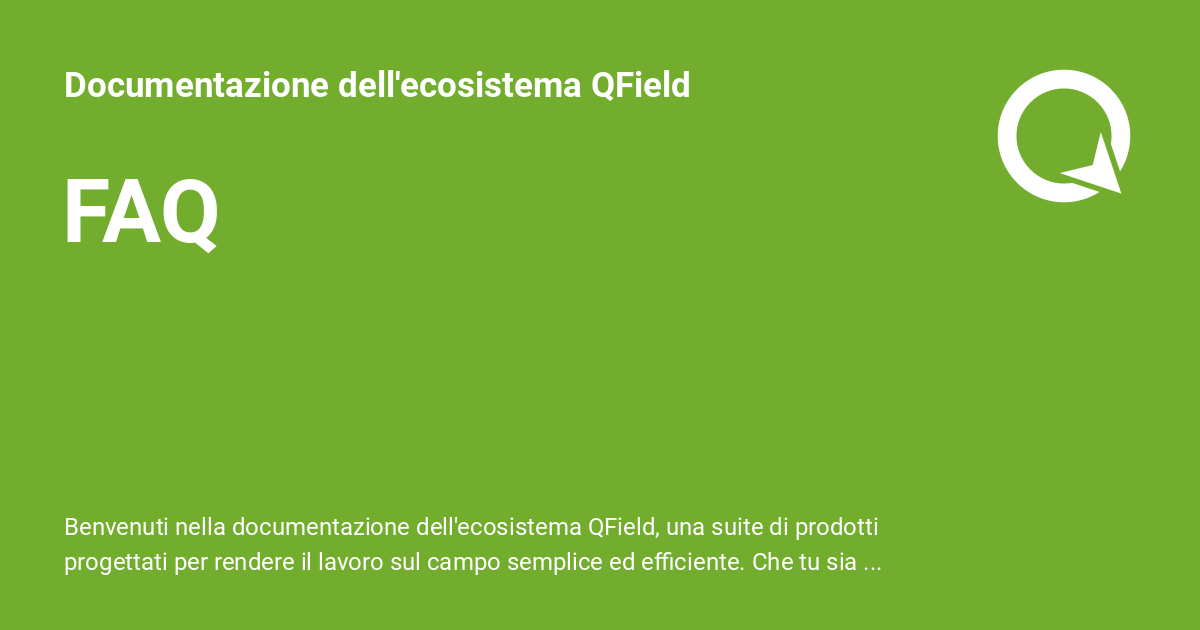 Documentazione dell'ecosistema QField
FAQ
Benvenuti nella documentazione dell'ecosistema QField, una suite di prodotti
progettati per rendere il lavoro sul campo semplice ed efficiente. Che tu sia ...